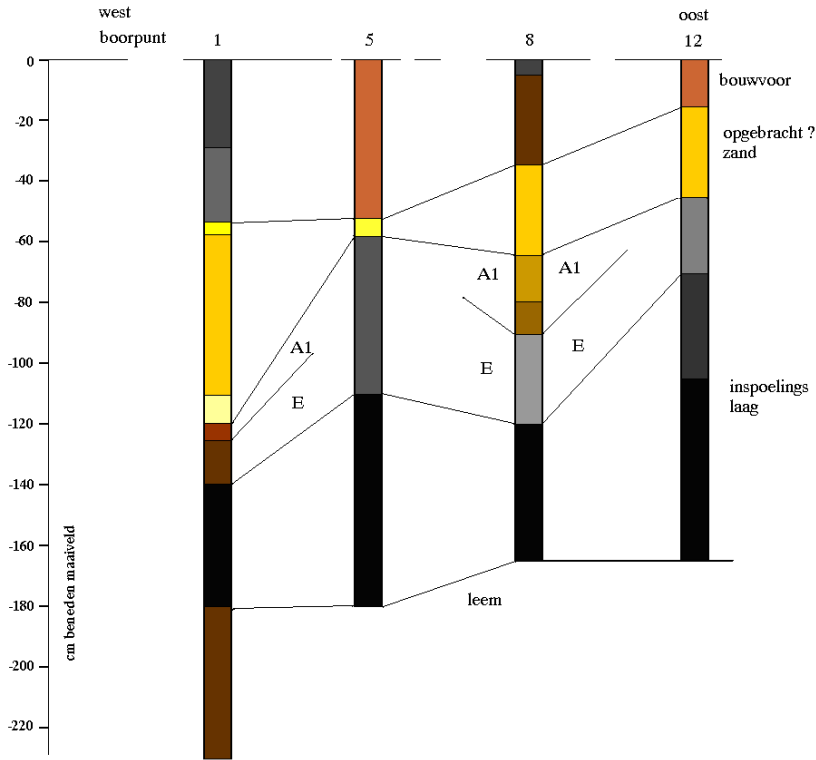 west
oost
boorpunt 1 5 8 12
0
bouwvoor
-20
opgebracht ?
zand
-40
-60
A1 A1
-80
A1
E
-100
E
inspoelings
laag
E
-120
-140
-160
cm beneden maaiveld
-180
leem
-200
-220